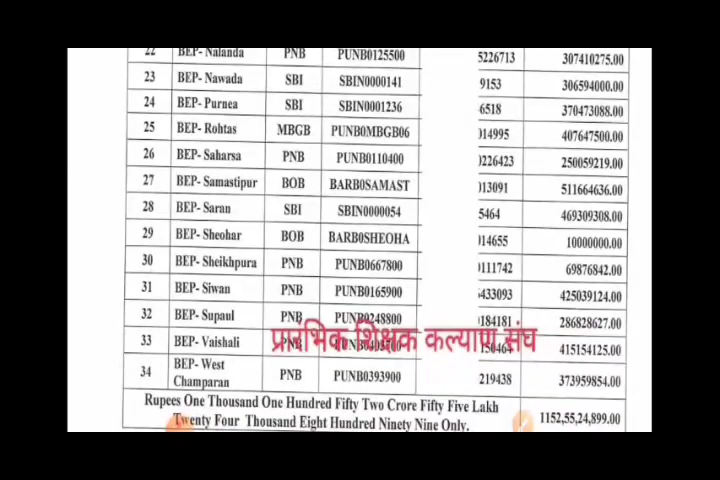 22 BEP- Nalanda PNB PUNB0125500 5226713 307410275.00
23 BEP- Nawada SBI SBIN0000141 9153 306594000.00
24 BEP- Purnea SBI SBIN0001236 6518 370473088.00
25 BEP- Rohtas MBGB PUNB0MBGB06 014995 407647500.00
26 BEP- Saharsa PNB PUNB0110400 0226423 250059219.00
27 BEP- Samastipur BOB BARB0SAMAST 013091 511664636.00
28 BEP- Saran SBI SBIN0000054 5464 469309308.00
29 BEP- Sheohar BOB BARB0SHEOHA 014655 10000000.00
30 BEP- Sheikhpura PNB PUNB0667800 0111742 69876842.00
31 BEP- Siwan PNB PUNB0165900 433093 425039124.00
32 BEP- Supaul PNB PUNB0248800 0184181 286828627.00
प्रारंभिक शिक्षक कल्याण संघ
33 BEP- Vaishali PNB 150464 415154125.00
34 BEP- West Champaran PNB PUNB0393900 219438 373959854.00
Rupees One Thousand One Hundred Fifty Two Crore Fifty Five Lakh
Twenty Four Thousand Eight Hundred Ninety Nine Only. 1152,55,24,899.00